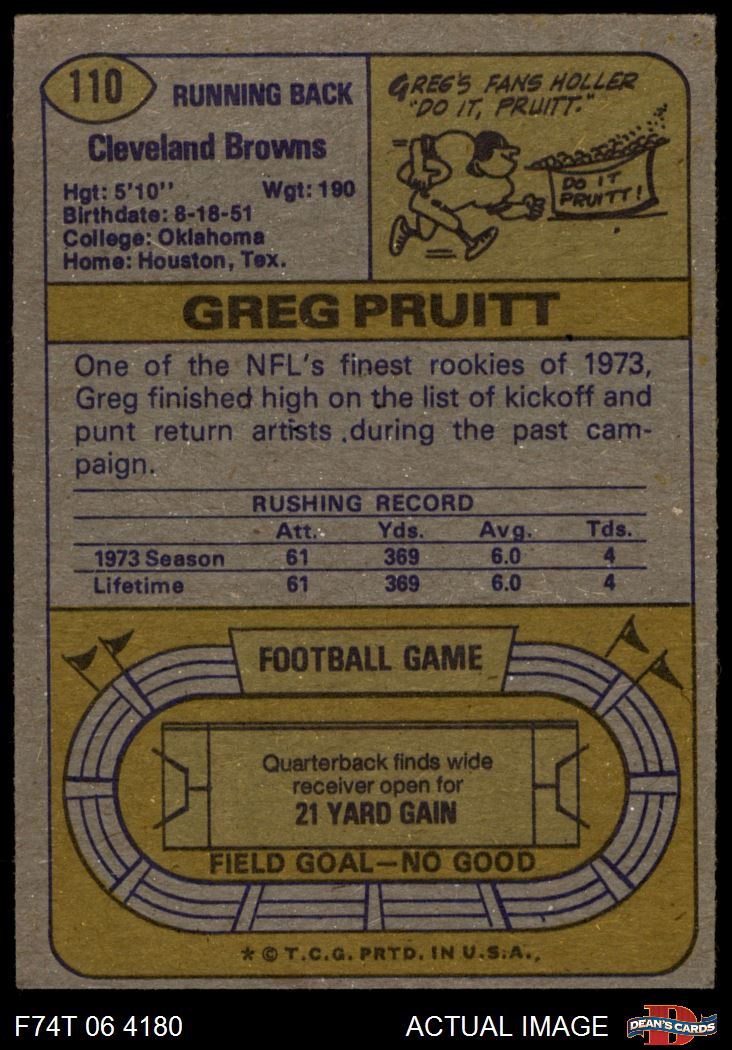 110
RUNNING BACK
Cleveland Browns
Hgt: 5'10" Wgt: 190
Birthdate: 8-18-51
College: Oklahoma
Home: Houston, Tex.
GREG'S FANS HOLLER
"DO IT, PRUITT."
DO IT
PRUITT!
GREG PRUITT
One of the NFL's finest rookies of 1973,
Greg finished high on the list of kickoff and
punt return artists during the past cam-
paign.
RUSHING RECORD
Att. Yds. Avg. Tds.
1973 Season 61 369 6.0 4
Lifetime 61 369 6.0 4
FOOTBALL GAME
Quarterback finds wide
receiver open for
21 YARD GAIN
FIELD GOAL—NO GOOD
* © T.C.G. PRTD. IN U.S.A.
F74T 06 4180
ACTUAL IMAGE
D
DEAN'S CARDS